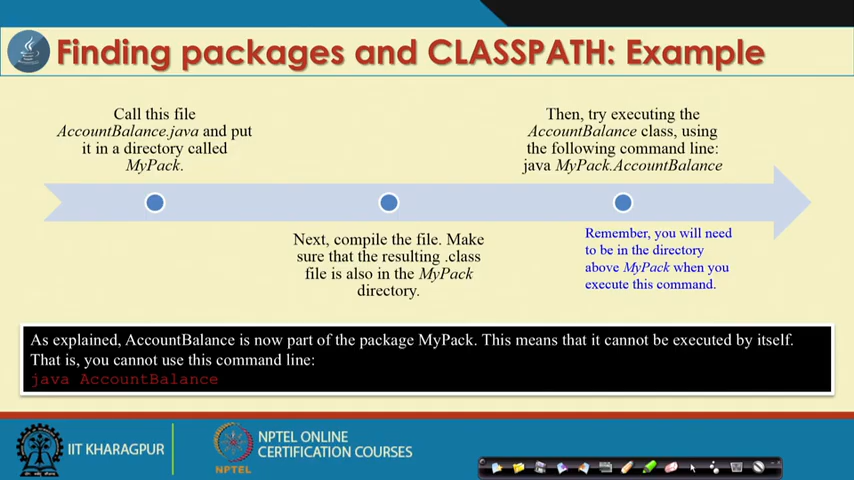 Finding packages and CLASSPATH: Example
Call this file
AccountBalance.java and put
it in a directory called
MyPack.
Next, compile the file. Make
sure that the resulting .class
file is also in the MyPack
directory.
Then, try executing the
AccountBalance class, using
the following command line:
java MyPack.AccountBalance
Remember, you will need
to be in the directory
above MyPack when you
execute this command.
As explained, AccountBalance is now part of the package MyPack. This means that it cannot be executed by itself.
That is, you cannot use this command line:
java AccountBalance
IIT KHARAGPUR
NPTEL
NPTEL ONLINE
CERTIFICATION COURSES